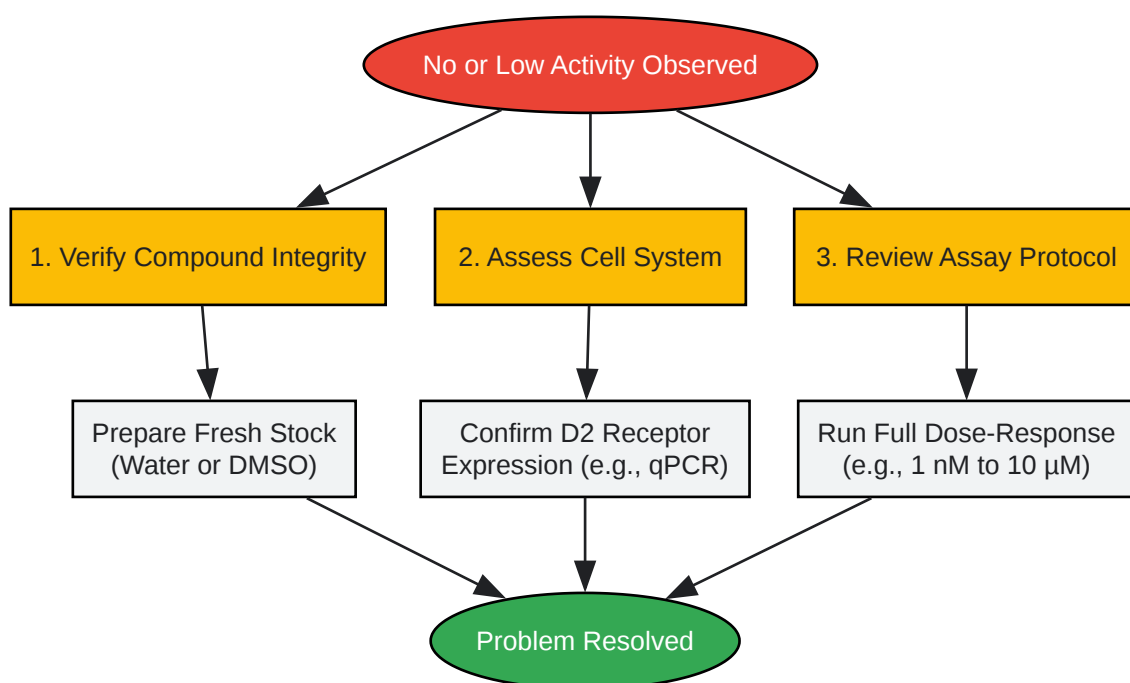 No or Low Activity Observed
1. Verify Compound Integrity
2. Assess Cell System
3. Review Assay Protocol
Prepare Fresh Stock
(Water or DMSO)
Confirm D2 Receptor
Expression (e.g., qPCR)
Run Full Dose-Response
(e.g., 1 nM to 10 µM)
Problem Resolved